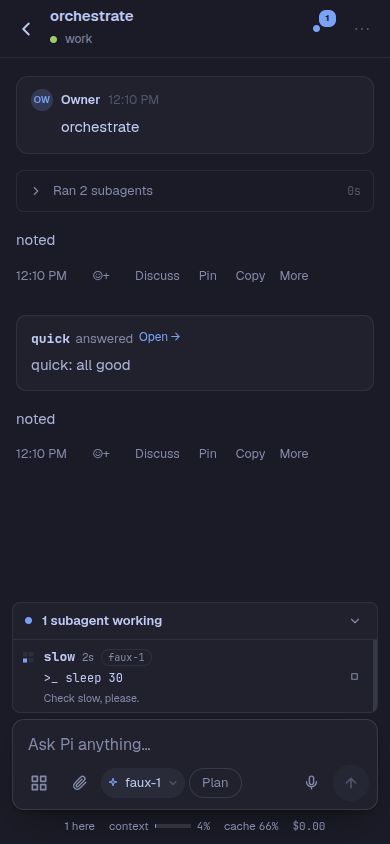 orchestrate
work
1
OW Owner 12:10 PM
orchestrate
Ran 2 subagents 0s
noted
12:10 PM Discuss Pin Copy More
quick answered Open →
quick: all good
noted
12:10 PM Discuss Pin Copy More
1 subagent working
slow 2s faux-1
>_ sleep 30
Check slow, please.
Ask Pi anything...
faux-1 Plan
1 here context 4% cache 66% $0.00